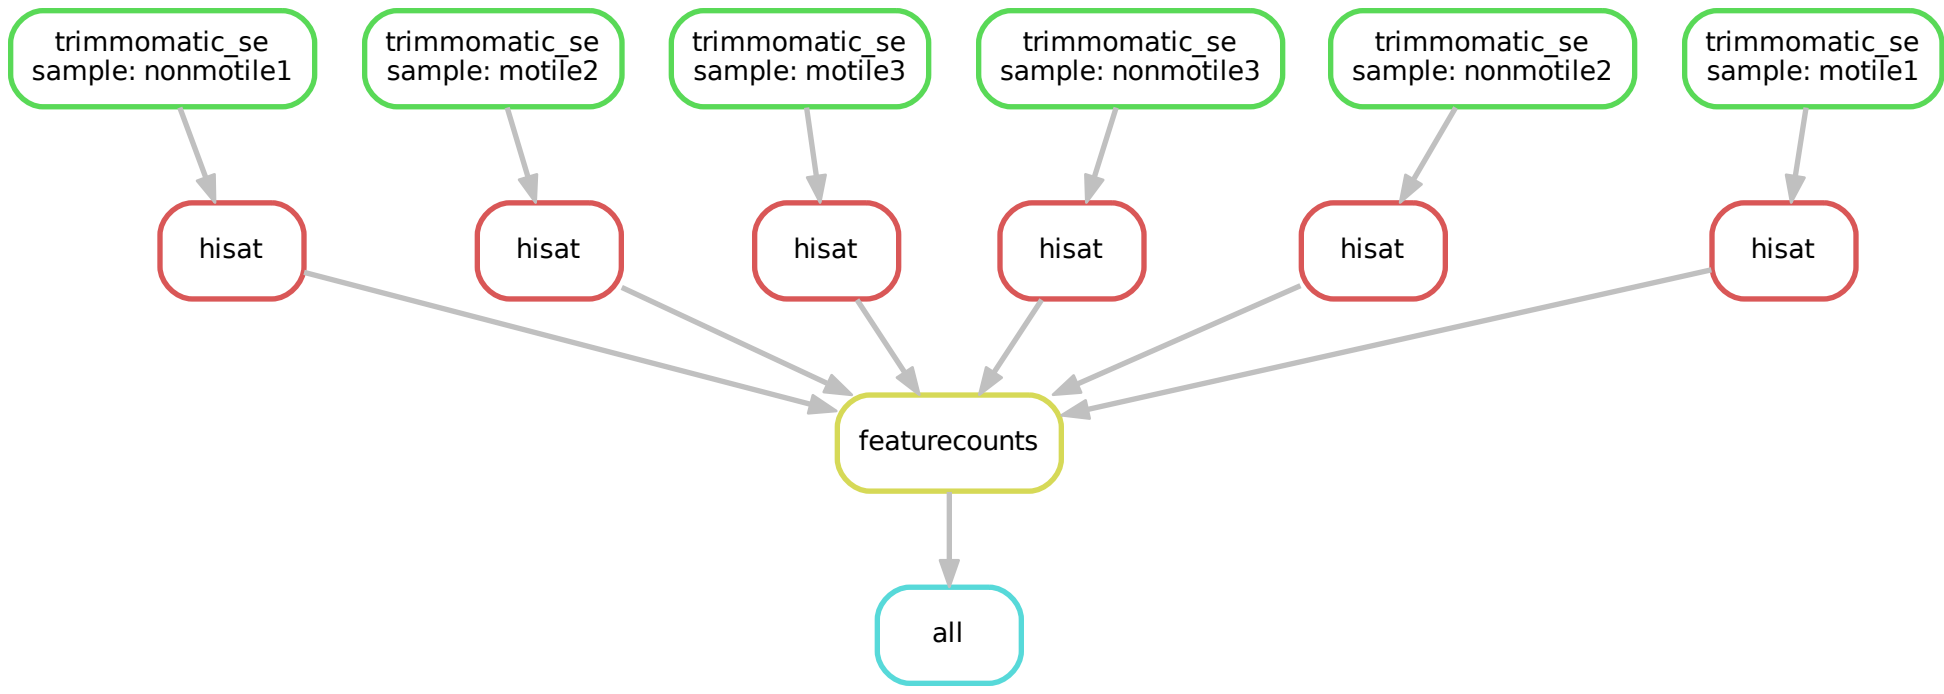 trimmomatic_se
sample: nonmotile1
trimmomatic_se
sample: motile2
trimmomatic_se
sample: motile3
trimmomatic_se
sample: nonmotile3
trimmomatic_se
sample: nonmotile2
trimmomatic_se
sample: motile1
hisat
hisat
hisat
hisat
hisat
hisat
featurecounts
all